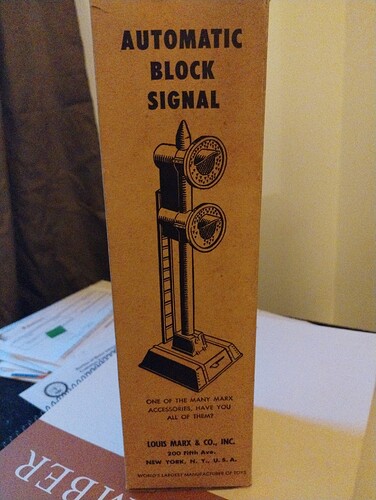 AUTOMATIC
BLOCK
SIGNAL
ONE OF THE MANY MARX
ACCESSORIES, HAVE YOU
ALL OF THEM?
LOUIS MARX & CO., INC.
200 Fifth Ave.
NEW YORK, N. Y., U. S. A.
WORLD'S LARGEST MANUFACTURER OF TOYS
MBER